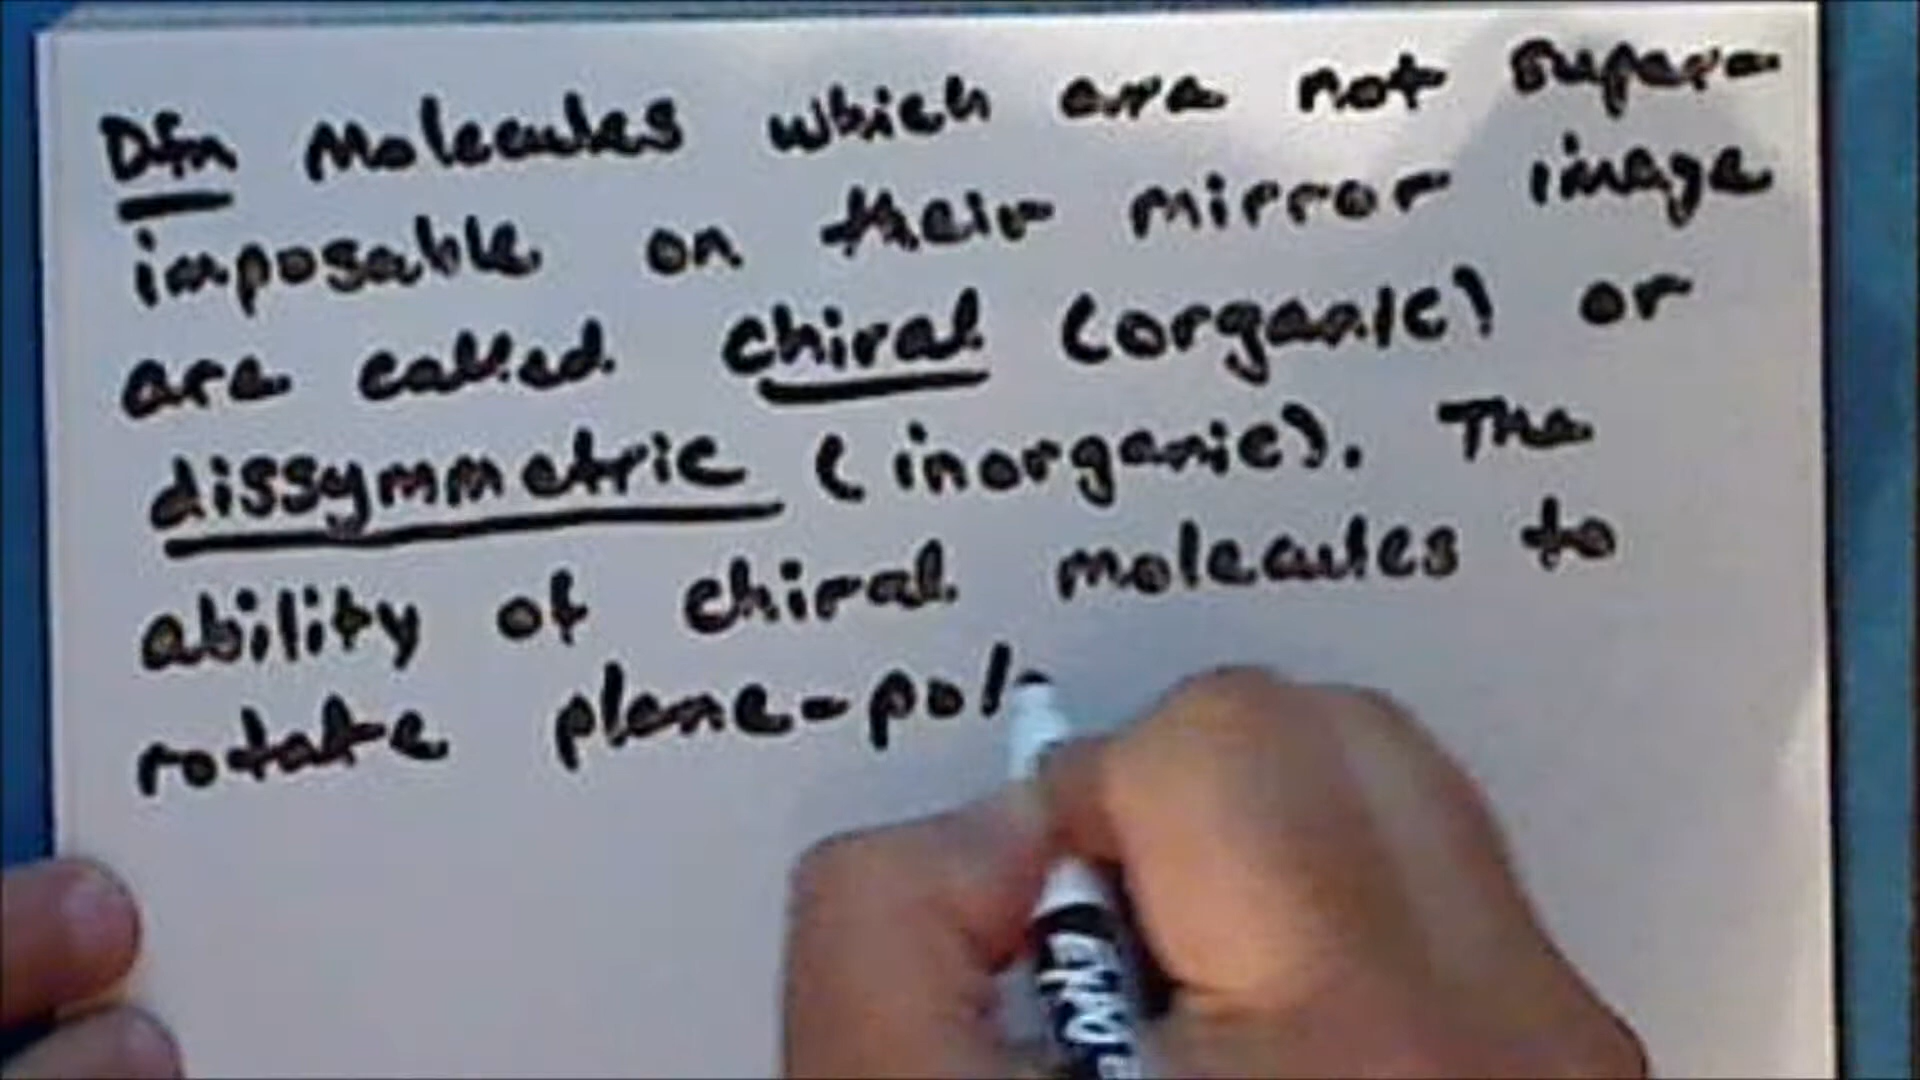 Dfn Molecules which are not super-
imposable on their mirror image
are called chiral (organic) or
dissymmetric (inorganic). The
ability of chiral molecules to
rotate plane-pol